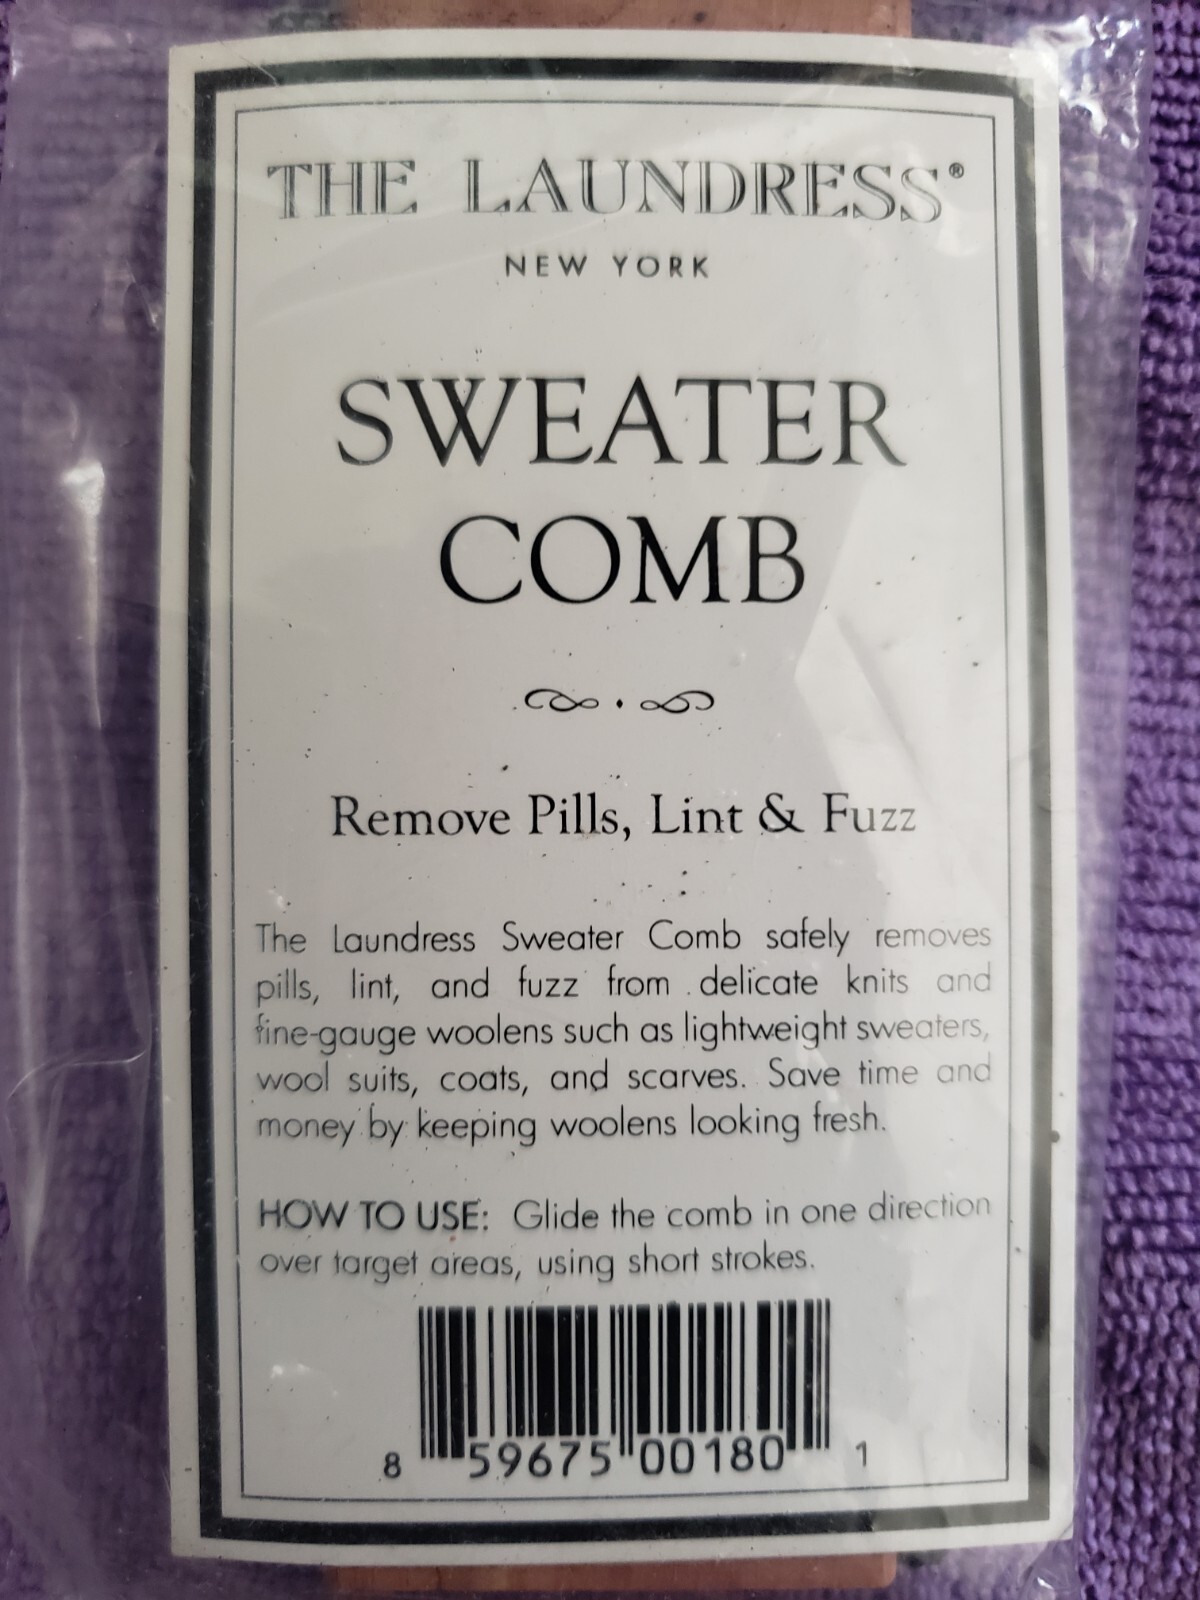 THE LAUNDRESS®
NEW YORK
SWEATER
COMB
Remove Pills, Lint & Fuzz
The Laundress Sweater Comb safely removes
pills, lint, and fuzz from delicate knits and
fine-gauge woolens such as lightweight sweaters,
wool suits, coats, and scarves. Save time and
money by keeping woolens looking fresh.
HOW TO USE: Glide the comb in one direction
over target areas, using short strokes.
8 59675 00180 1